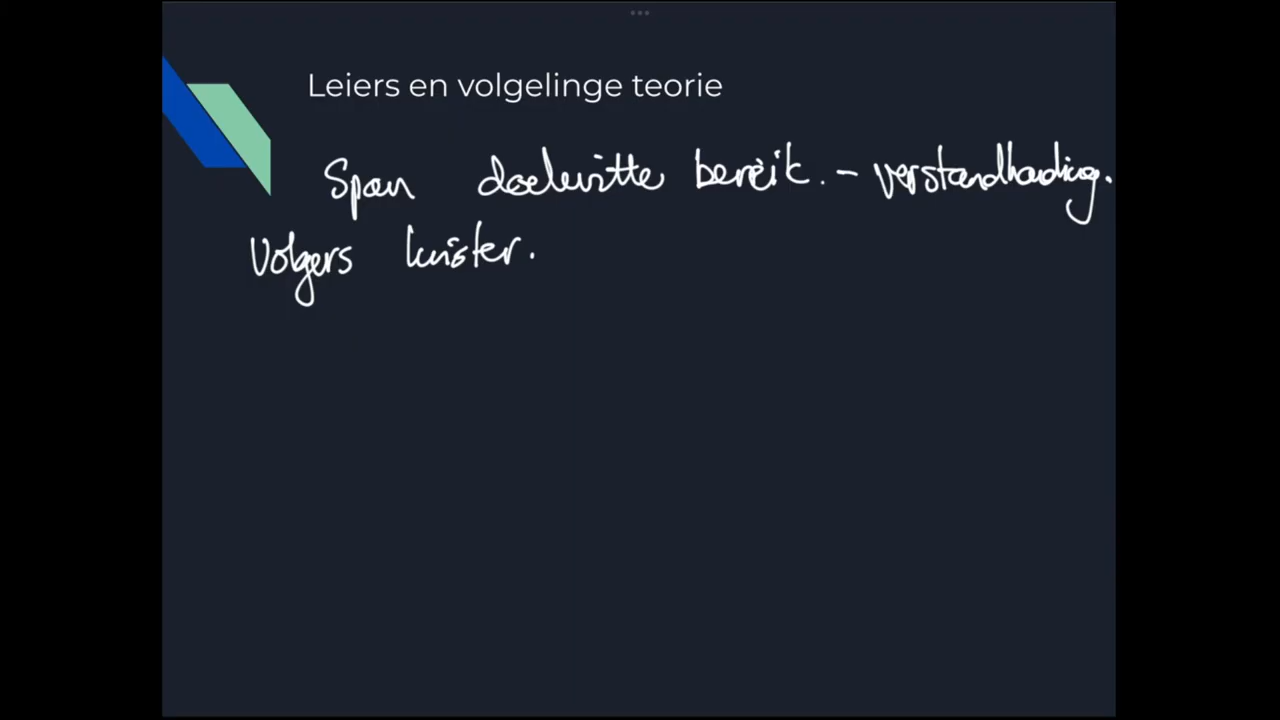 Leiers en volgelinge teorie
Span doelwitte bereik. - verstandhouding.
Volgers luister.